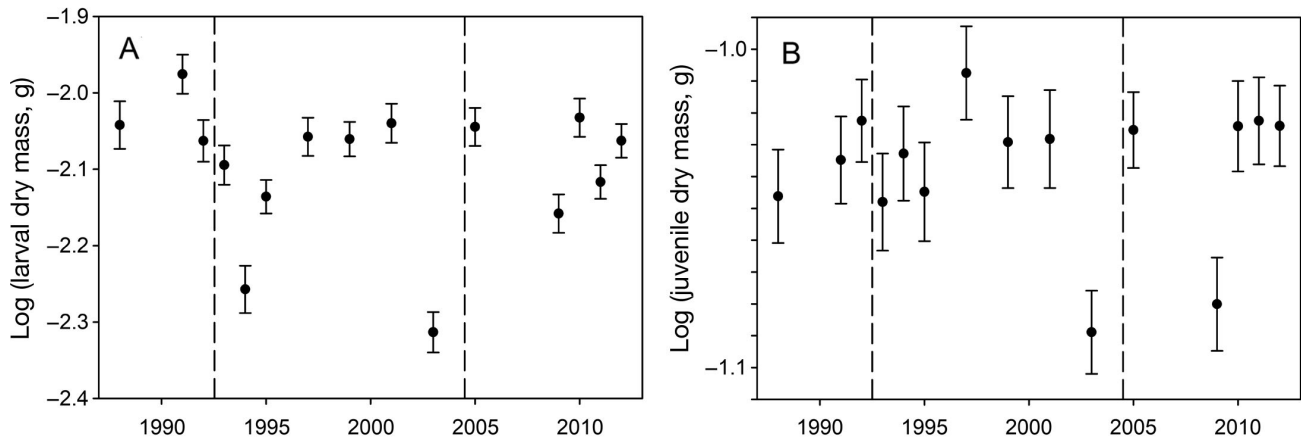 A
Log (larval dry mass, g)
–1.9
–2.0
–2.1
–2.2
–2.3
–2.4
1990 1995 2000 2005 2010
B
Log (juvenile dry mass, g)
–1.0
–1.1
1990 1995 2000 2005 2010